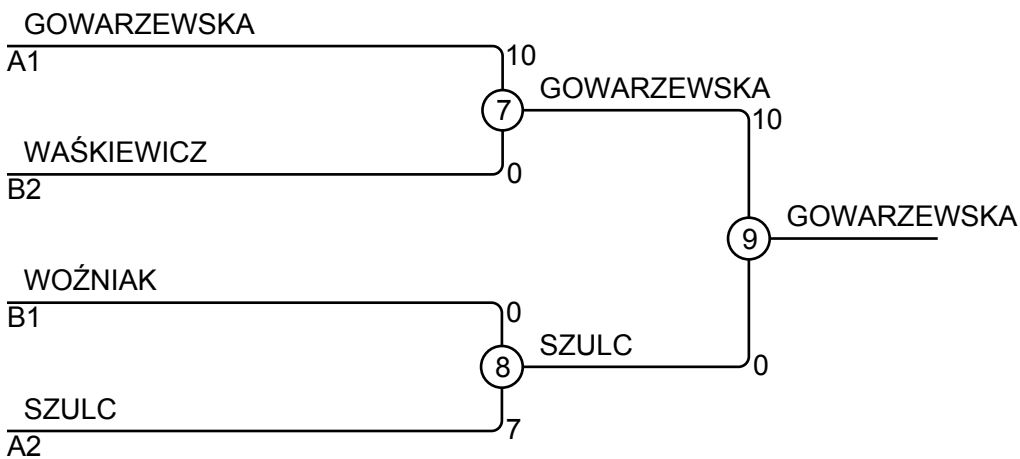 GOWARZEWSKA
A1
10
7
GOWARZEWSKA
10
WAŚKIEWICZ
B2
0
9
GOWARZEWSKA
WOŹNIAK
B1
0
8
SZULC
0
SZULC
A2
7